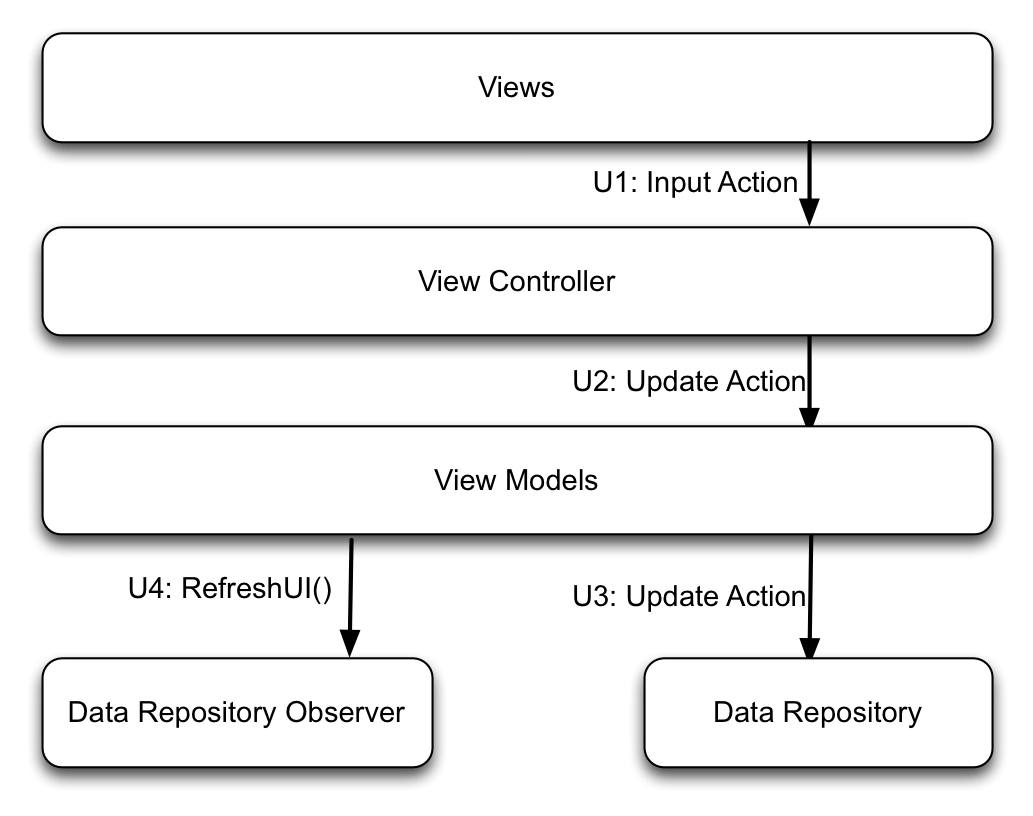 Views
U1: Input Action
View Controller
U2: Update Action
View Models
U4: RefreshUI()
U3: Update Action
Data Repository Observer
Data Repository